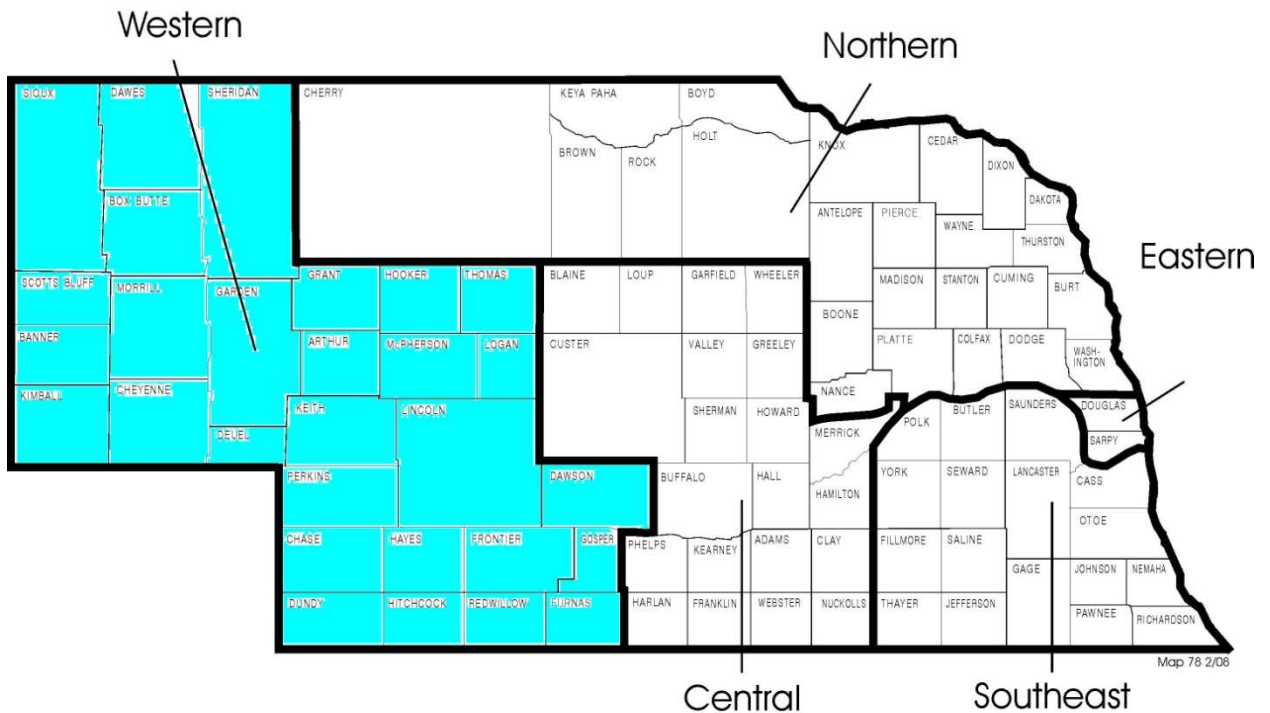 Western
Northern
SIOUX
DAWES
SHERIDAN
CHERRY
KEYA PAHA
BOYD
HOLT
BROWN
ROCK
KNOX
CEDAR
DIXON
DAKOTA
BOX BUTTE
ANTELOPE
PIERCE
WAYNE
THURSTON
Eastern
SCOTTS BLUFF
MORRILL
GARDEN
GRANT
HOOKER
THOMAS
BLAINE
LOUP
GARFIELD
WHEELER
MADISON
STANTON
CUMING
BURT
BANNER
ARTHUR
McPHERSON
LOGAN
CUSTER
VALLEY
GREELEY
BOONE
PLATTE
COLFAX
DODGE
WASH-
INGTON
KIMBALL
CHEYENNE
KEITH
LINCOLN
NANCE
SHERMAN
HOWARD
MERRICK
POLK
BUTLER
SAUNDERS
DOUGLAS
SARPY
DEUEL
PERKINS
DAWSON
BUFFALO
HALL
HAMILTON
YORK
SEWARD
LANCASTER
CASS
OTOE
CHASE
HAYES
FRONTIER
GOSPER
PHELPS
KEARNEY
ADAMS
CLAY
FILLMORE
SALINE
GAGE
JOHNSON
NEMAHA
DUNDY
HITCHCOCK
REDWILLOW
FURNAS
HARLAN
FRANKLIN
WEBSTER
NUCKOLLS
THAYER
JEFFERSON
PAWNEE
RICHARDSON
Map 78 2/08
Central
Southeast